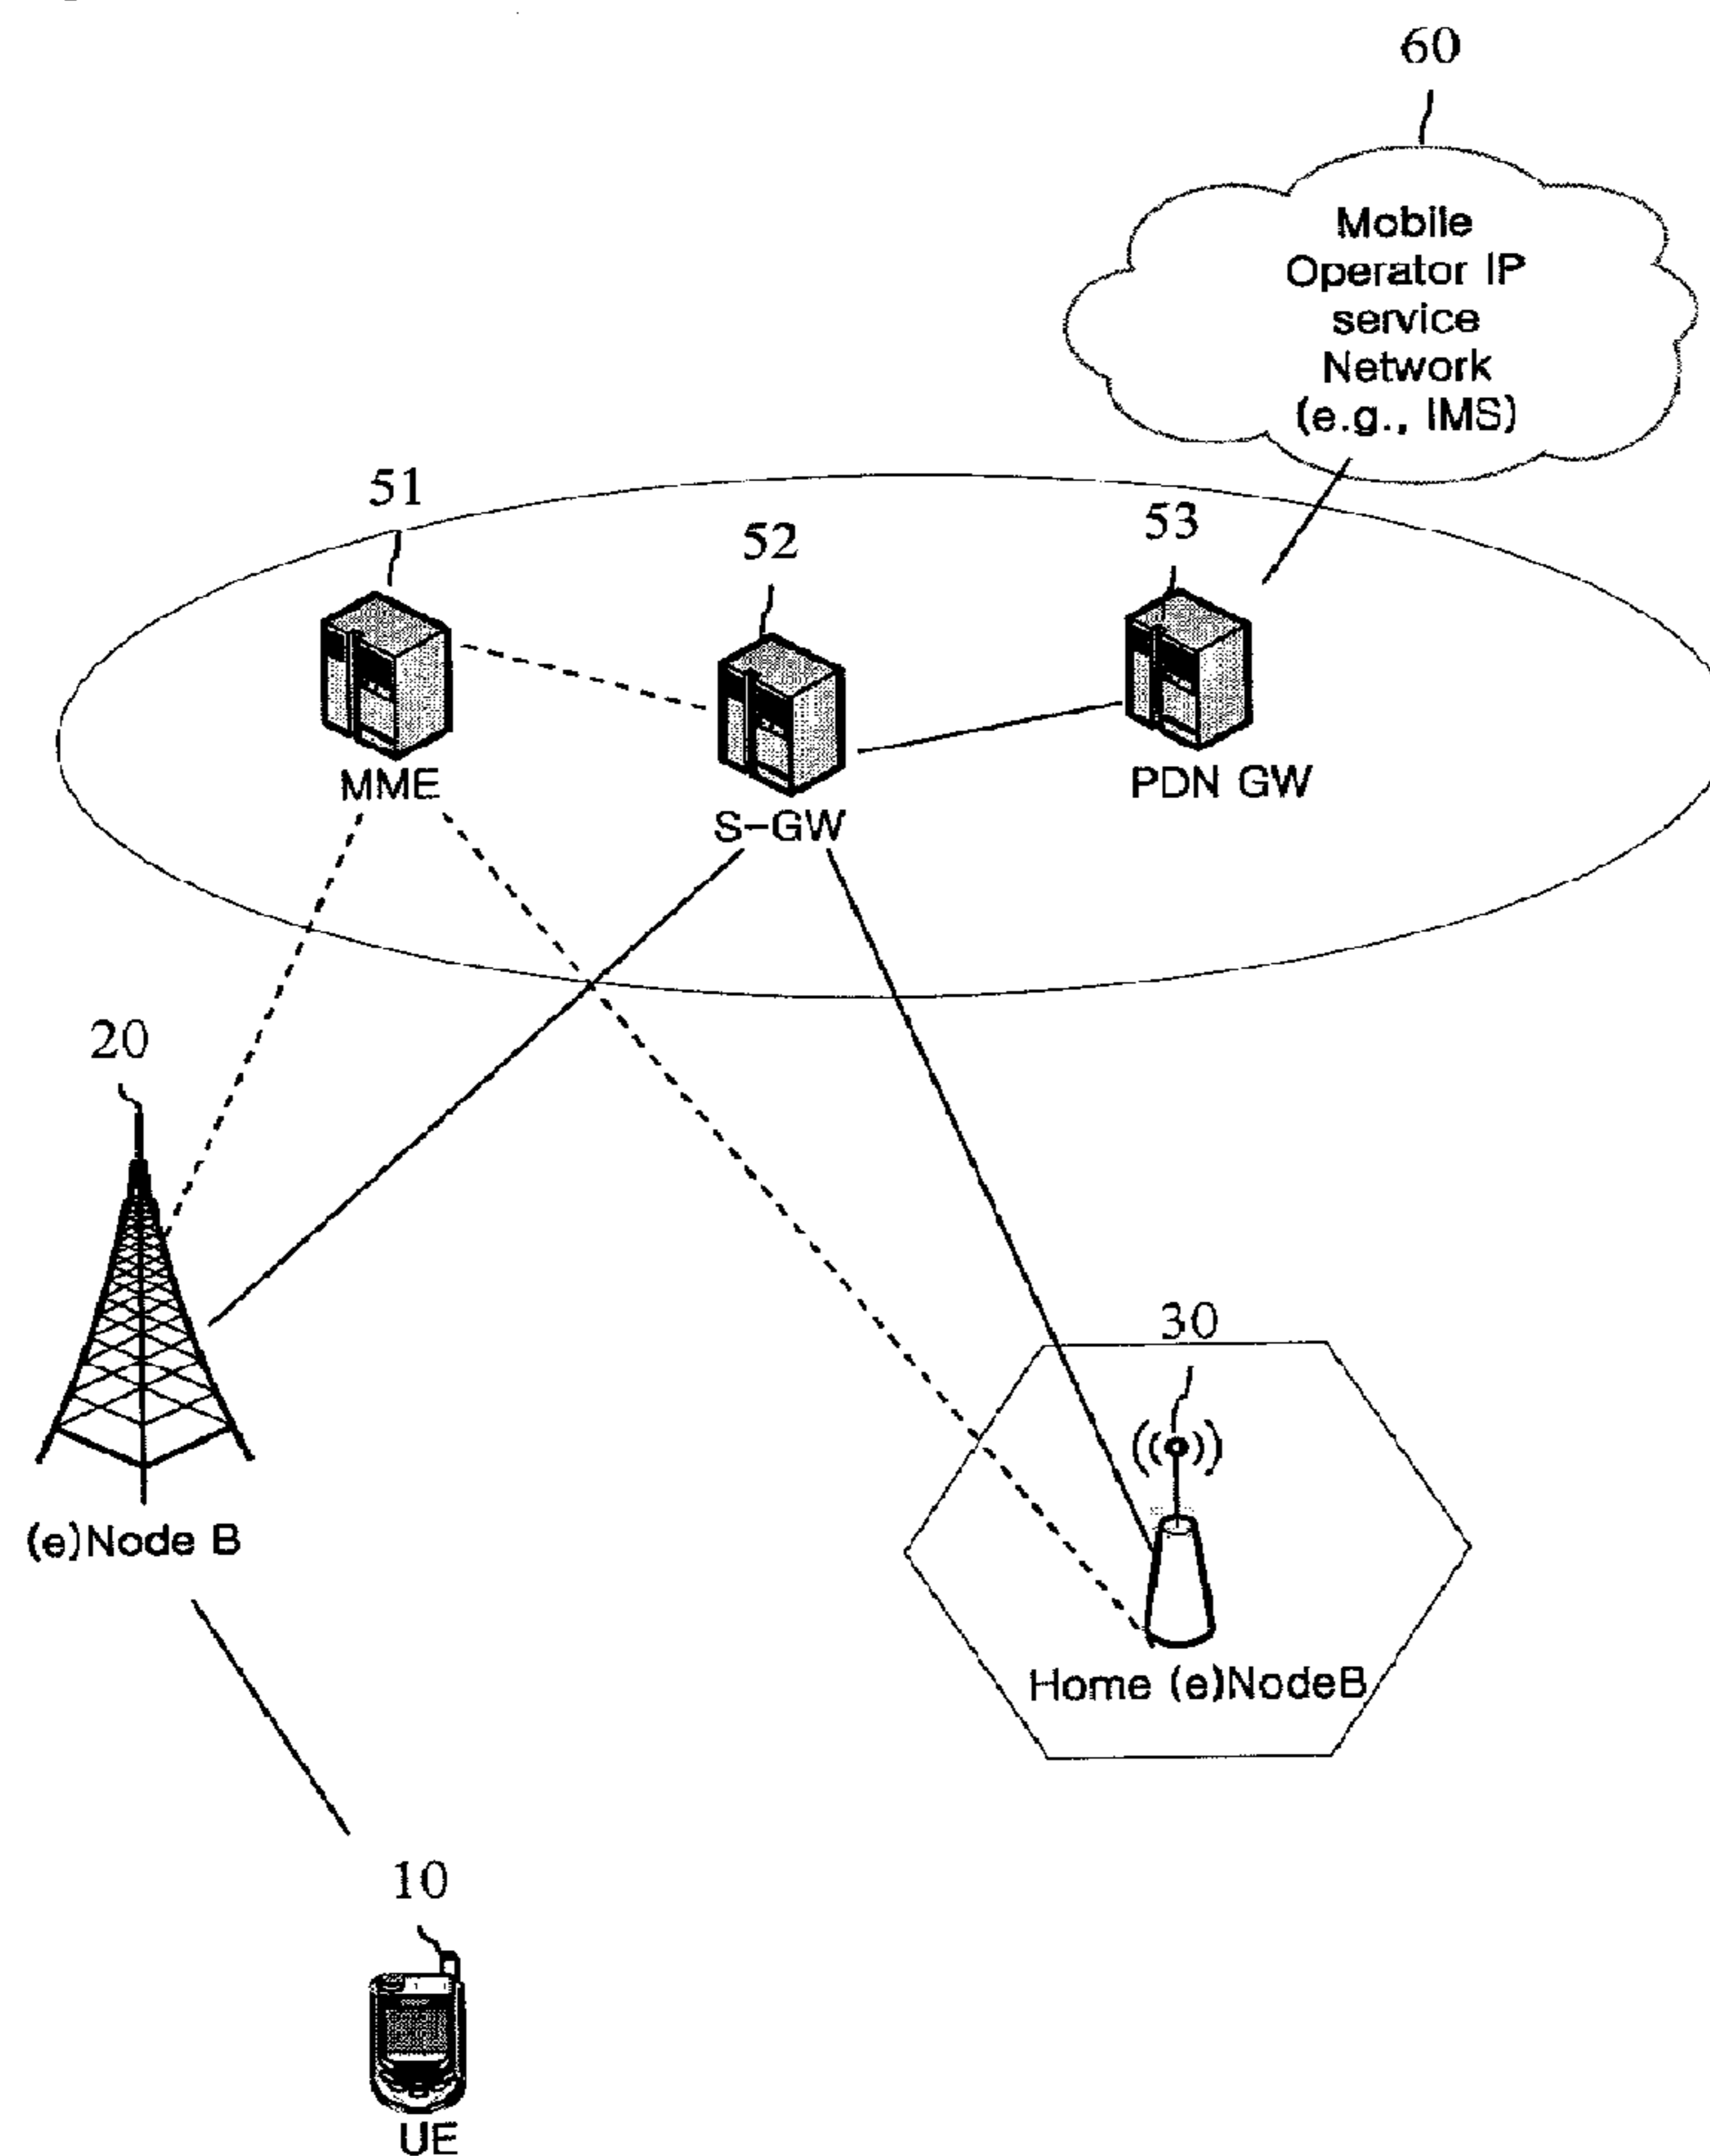 60
Mobile
Operator IP
service
Network
(e.g., IMS)
51
52
53
MME
S-GW
PDN GW
20
30
(e)Node B
Home (e)NodeB
10
UE